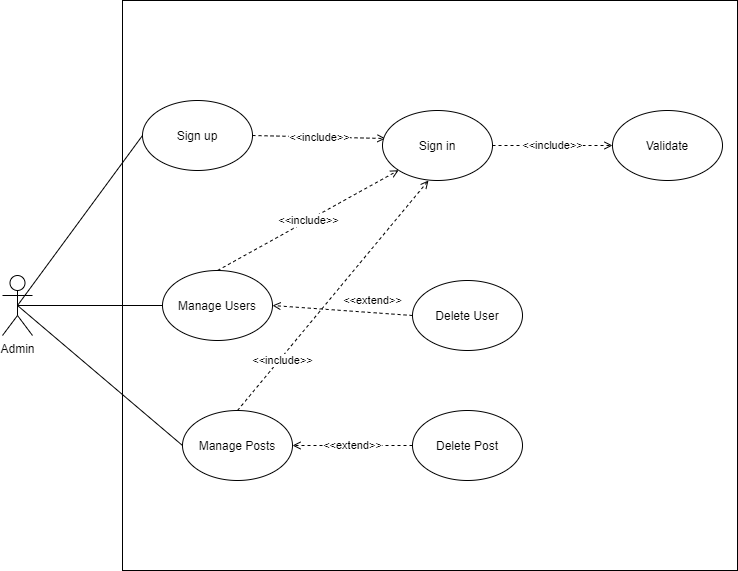 Sign up
<<include>>
Sign in
<<include>>
Validate
<<include>>
Manage Users
<<extend>>
Delete User
Admin
<<include>>
Manage Posts
<<extend>>
Delete Post